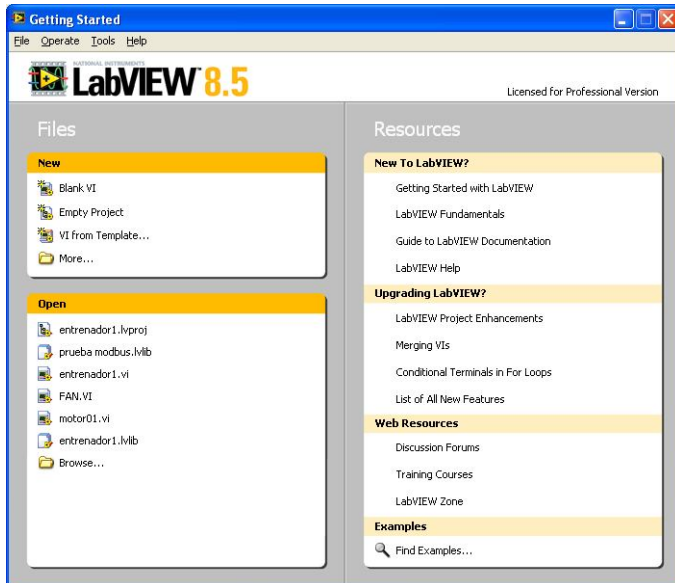 Getting Started
File Operate Tools Help
NATIONAL INSTRUMENTS
LabVIEW™ 8.5
Licensed for Professional Version
Files
New
Blank VI
Empty Project
VI from Template...
More...
Open
entrenador1.lvproj
prueba modbus.lvlib
entrenador1.vi
FAN.VI
motor01.vi
entrenador1.lvlib
Browse...
Resources
New To LabVIEW?
Getting Started with LabVIEW
LabVIEW Fundamentals
Guide to LabVIEW Documentation
LabVIEW Help
Upgrading LabVIEW?
LabVIEW Project Enhancements
Merging VIs
Conditional Terminals in For Loops
List of All New Features
Web Resources
Discussion Forums
Training Courses
LabVIEW Zone
Examples
Find Examples...